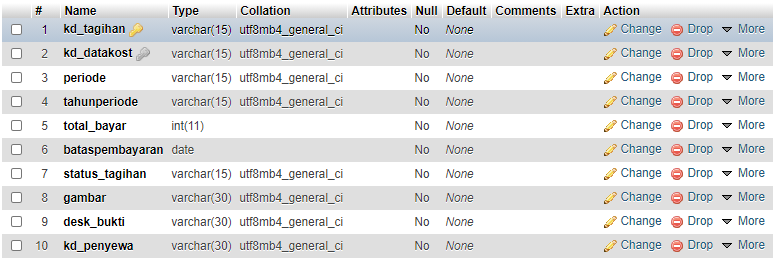 # Name Type Collation Attributes Null Default Comments Extra Action
1 kd_tagihan varchar(15) utf8mb4_general_ci No None Change Drop More
2 kd_datakost varchar(15) utf8mb4_general_ci No None Change Drop More
3 periode varchar(15) utf8mb4_general_ci No None Change Drop More
4 tahunperiode varchar(15) utf8mb4_general_ci No None Change Drop More
5 total_bayar int(11) No None Change Drop More
6 bataspembayaran date No None Change Drop More
7 status_tagihan varchar(15) utf8mb4_general_ci No None Change Drop More
8 gambar varchar(30) utf8mb4_general_ci No None Change Drop More
9 desk_bukti varchar(30) utf8mb4_general_ci No None Change Drop More
10 kd_penyewa varchar(30) utf8mb4_general_ci No None Change Drop More